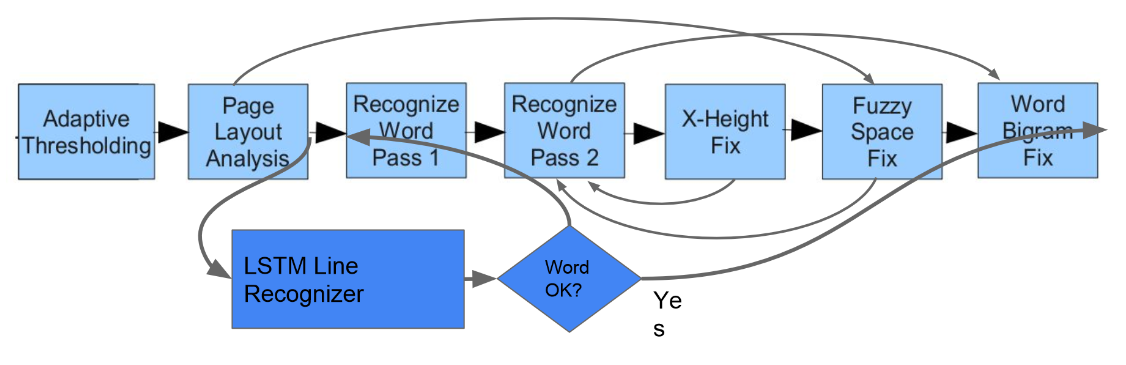 Adaptive
Thresholding
Page
Layout
Analysis
Recognize
Word
Pass 1
Recognize
Word
Pass 2
X-Height
Fix
Fuzzy
Space
Fix
Word
Bigram
Fix
LSTM Line
Recognizer
Word
OK?
Ye
s